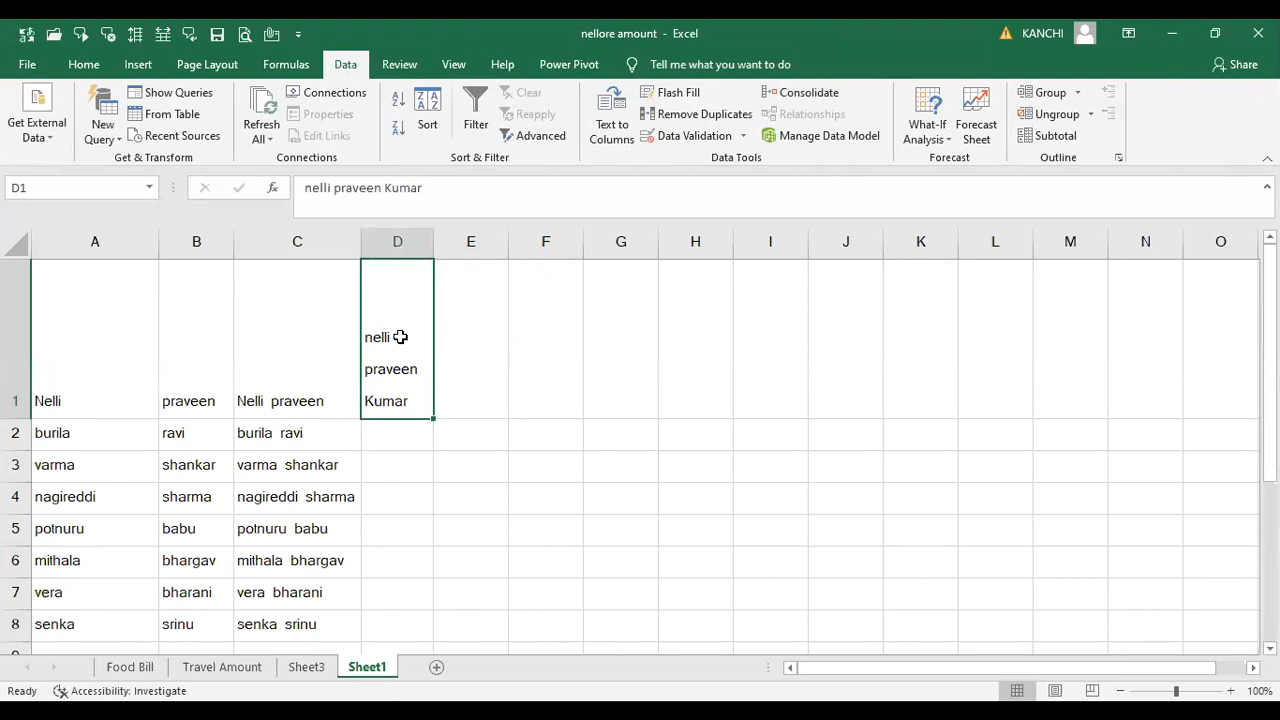 nellore amount - Excel
KANCHI
File Home Insert Page Layout Formulas Data Review View Help Power Pivot Tell me what you want to do Share
Get External Data
New Query
Show Queries
From Table
Recent Sources
Get & Transform
Refresh All
Connections
Properties
Edit Links
Connections
Sort
Filter
Clear
Reapply
Advanced
Sort & Filter
Text to Columns
Flash Fill
Remove Duplicates
Data Validation
Consolidate
Relationships
Manage Data Model
Data Tools
What-If Analysis
Forecast Sheet
Forecast
Group
Ungroup
Subtotal
Outline
D1 fx nelli praveen Kumar
A B C D E F G H I J K L M N O
nelli
praveen
1 Nelli praveen Nelli praveen Kumar
2 burila ravi burila ravi
3 varma shankar varma shankar
4 nagireddi sharma nagireddi sharma
5 potnuru babu potnuru babu
6 mithala bhargav mithala bhargav
7 vera bharani vera bharani
8 senka srinu senka srinu
Food Bill Travel Amount Sheet3 Sheet1
Ready Accessibility: Investigate 100%